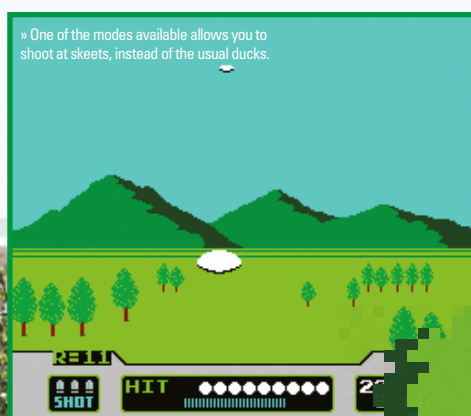 » One of the modes available allows you to
shoot at skeets, instead of the usual ducks.
R=11
SHOT
HIT